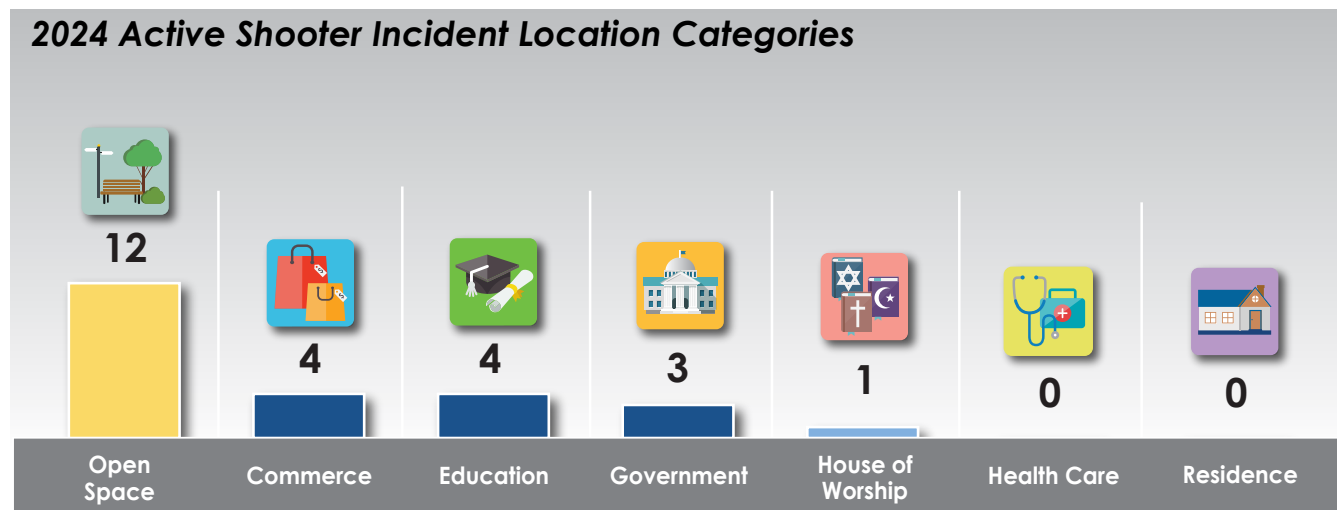 2024 Active Shooter Incident Location Categories
12
4
4
3
1
0
0
Open
Space
Commerce
Education
Government
House of
Worship
Health Care
Residence